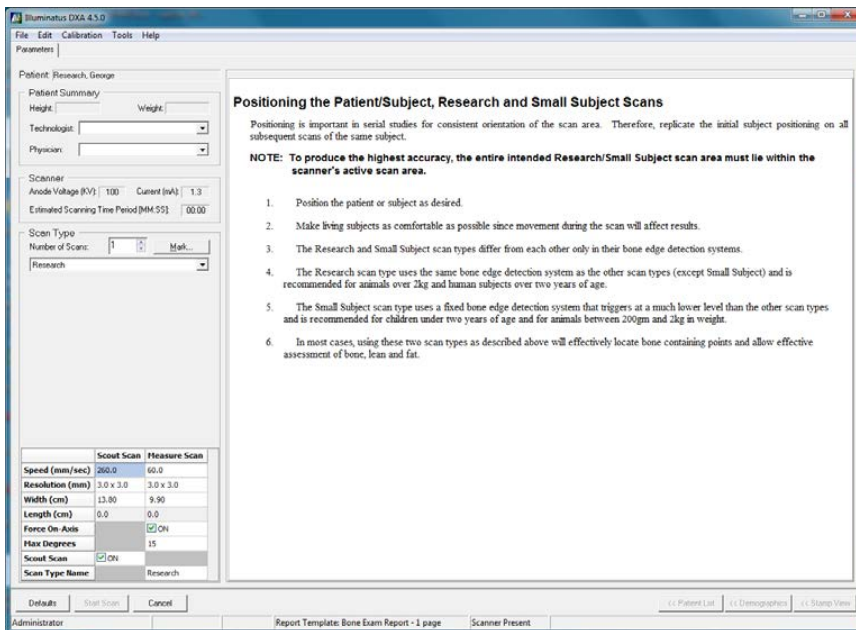 Illuminatus DXA 4.5.0
File Edit Calibration Tools Help
Parameters
Patient: Research, George
Patient Summary
Height: Weight:
Technologist:
Physician:
Scanner
Anode Voltage (KV): 100 Current (mA): 1.3
Estimated Scanning Time Period [MM:SS]: 00:00
Scan Type
Number of Scans: 1 Mark...
Research
Scout Scan Measure Scan
Speed (mm/sec) 260.0 60.0
Resolution (mm) 3.0 x 3.0 3.0 x 3.0
Width (cm) 13.80 9.90
Length (cm) 0.0 0.0
Force On-Axis ON
Max Degrees 15
Scout Scan ON
Scan Type Name Research
Positioning the Patient/Subject, Research and Small Subject Scans
Positioning is important in serial studies for consistent orientation of the scan area. Therefore, replicate the initial subject positioning on all
subsequent scans of the same subject.
NOTE: To produce the highest accuracy, the entire intended Research/Small Subject scan area must lie within the
scanner's active scan area.
1. Position the patient or subject as desired.
2. Make living subjects as comfortable as possible since movement during the scan will affect results.
3. The Research and Small Subject scan types differ from each other only in their bone edge detection systems.
4. The Research scan type uses the same bone edge detection system as the other scan types (except Small Subject) and is
recommended for animals over 2kg and human subjects over two years of age.
5. The Small Subject scan type uses a fixed bone edge detection system that triggers at a much lower level than the other scan types
and is recommended for children under two years of age and for animals between 200gm and 2kg in weight.
6. In most cases, using these two scan types as described above will effectively locate bone containing points and allow effective
assessment of bone, lean and fat.
Defaults Start Scan Cancel << Patient List << Demographics << Stamp View
Administrator Report Template: Bone Exam Report - 1 page Scanner Present